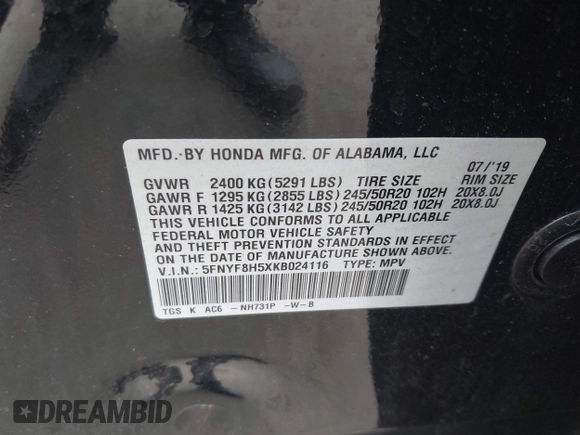 MFD. BY HONDA MFG. OF ALABAMA, LLC 07/'19
GVWR 2400 KG(5291 LBS) TIRE SIZE RIM SIZE
GAWR F 1295 KG(2855 LBS) 245/50R20 102H 20X8.0J
GAWR R 1425 KG(3142 LBS) 245/50R20 102H 20X8.0J
THIS VEHICLE CONFORMS TO ALL APPLICABLE
FEDERAL MOTOR VEHICLE SAFETY
AND THEFT PREVENTION STANDARDS IN EFFECT
ON THE DATE OF MANUFACTURE SHOWN ABOVE.
V.I.N.: 5FNYF8H5XKB024116 TYPE: MPV
TGS K AC6 -NH731P -W-B
DREAMBID